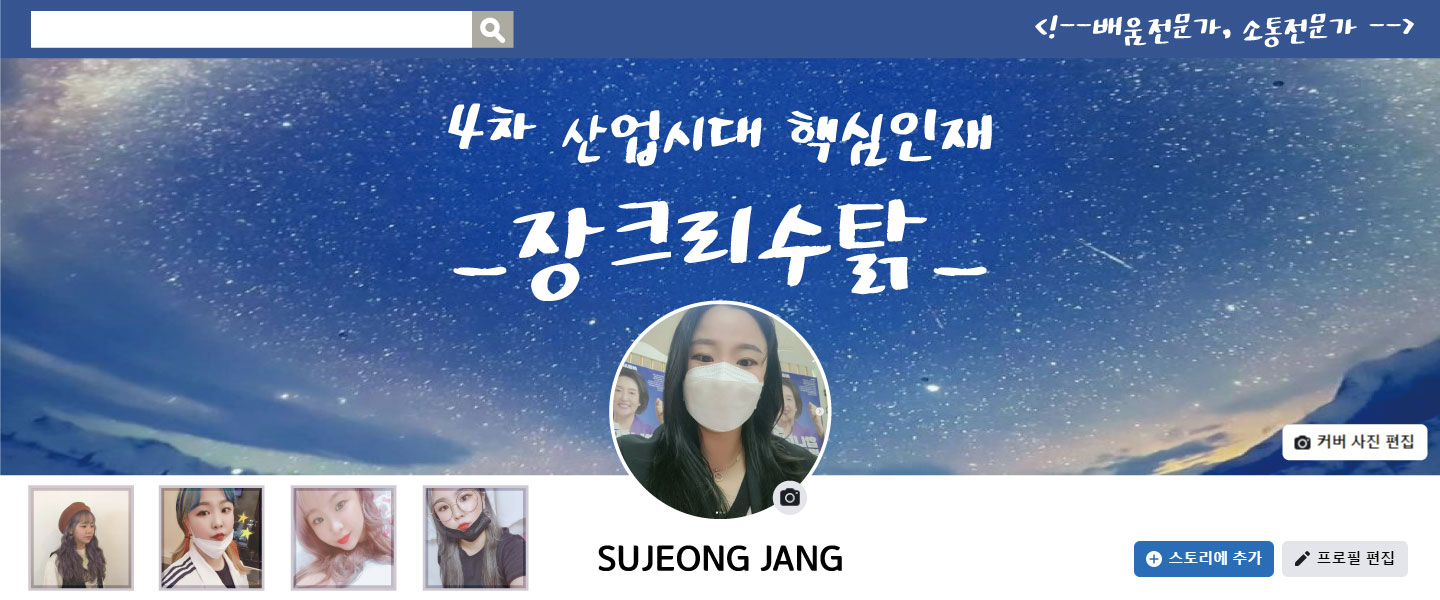 <!--배움전문가, 소통전문가 -->
4차 산업시대 핵심인재
-장크리수탉-
커버 사진 편집
SUJEONG JANG
스토리에 추가
프로필 편집